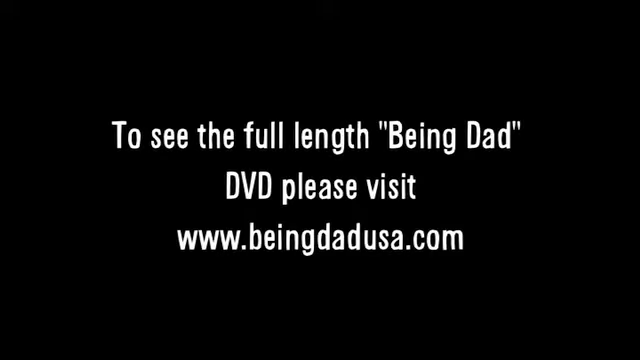 To see the full length "Being Dad"
DVD please visit
www.beingdadusa.com